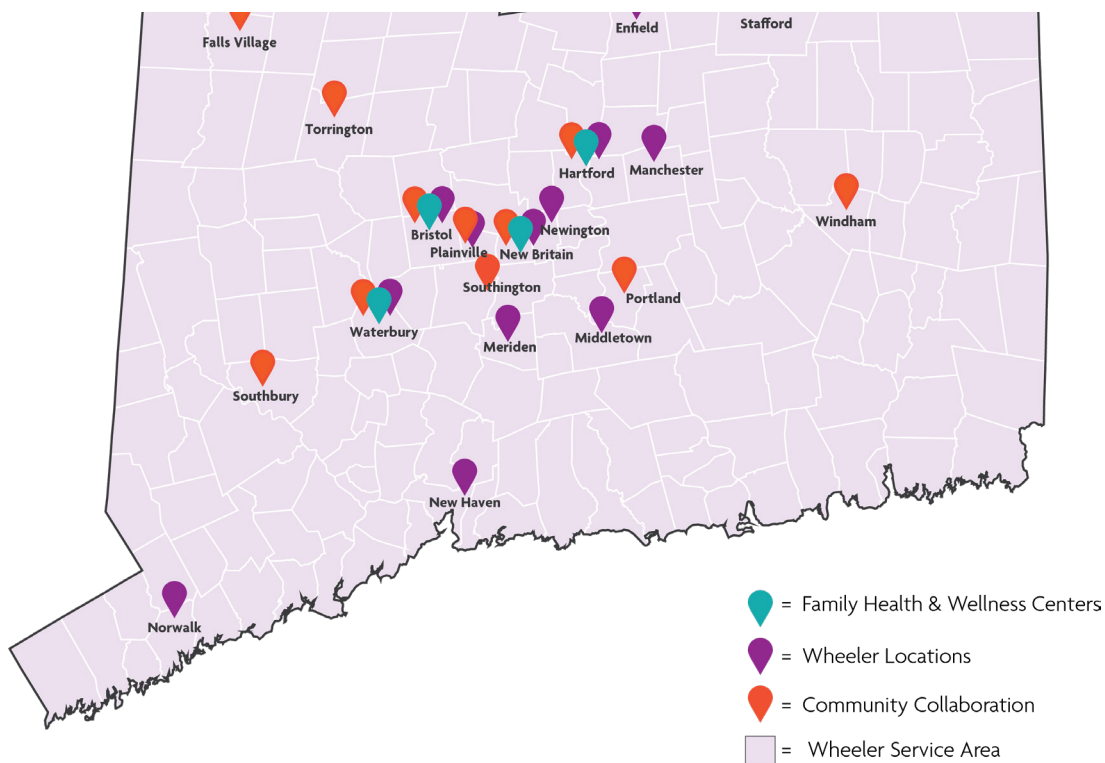 Enfield
Stafford
Falls Village
Torrington
Hartford
Manchester
Windham
Bristol
Newington
Plainville
New Britain
Southington
Portland
Waterbury
Middletown
Meriden
Southbury
New Haven
Norwalk
= Family Health & Wellness Centers
= Wheeler Locations
= Community Collaboration
= Wheeler Service Area